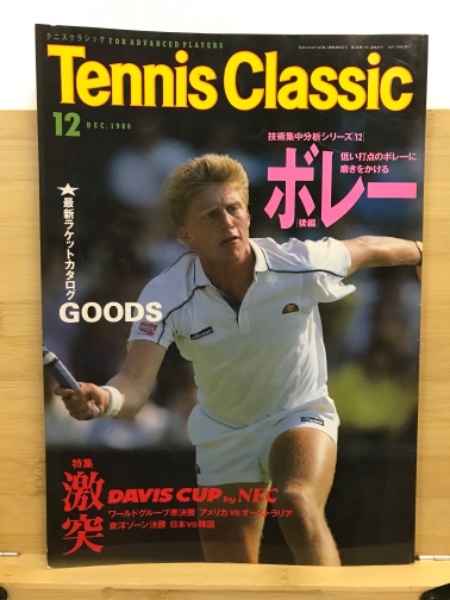 テニスクラシック FOR ADVANCED PLAYERS
Tennis Classic
12 DEC. 1986
技術集中分析シリーズ[12]
低い打点のボレーに
磨きをかける
ボレー
[後編]
★最新ラケットカタログ
GOODS
特集
激突
DAVIS CUP by NEC
ワールドグループ準決勝 アメリカvsオーストラリア
東洋ゾーン決勝 日本vs韓国